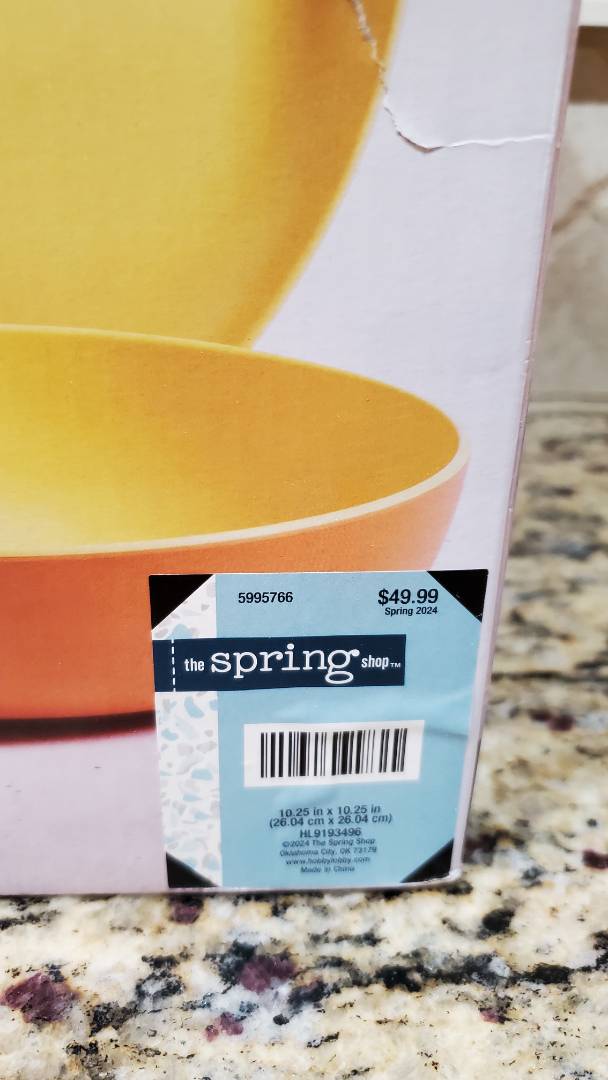 5995766
$49.99
Spring 2024
the spring shop™
10.25 in x 10.25 in
(26.04 cm x 26.04 cm)
HL9193496
©2024 The Spring Shop
Oklahoma City, OK 73179
www.hobbylobby.com
Made in China